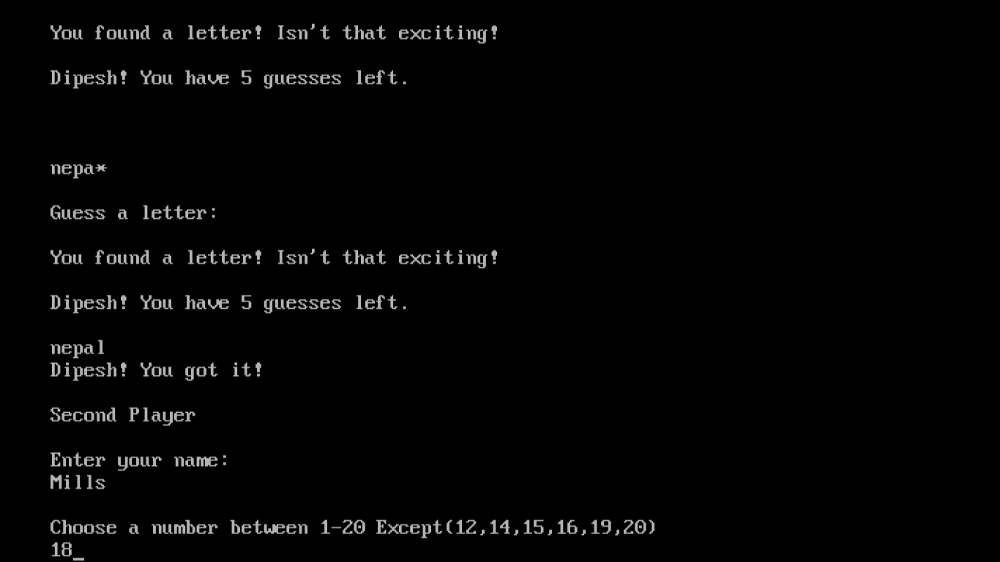 You found a letter! Isn't that exciting!
Dipesh! You have 5 guesses left.
nepa*
Guess a letter:
You found a letter! Isn't that exciting!
Dipesh! You have 5 guesses left.
nepal
Dipesh! You got it!
Second Player
Enter your name:
Mills
Choose a number between 1-20 Except(12,14,15,16,19,20)
18_